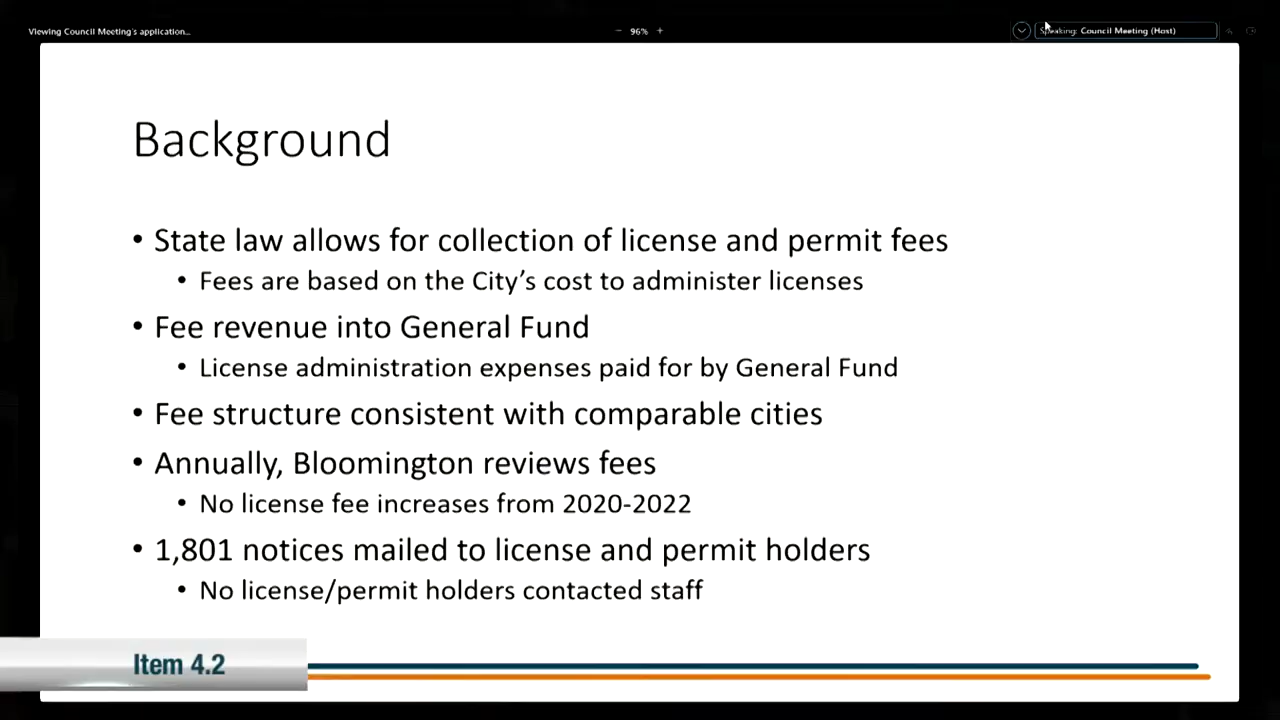 Viewing Council Meeting's application...
− 96% +
Speaking: Council Meeting (Host)
Background
• State law allows for collection of license and permit fees
• Fees are based on the City's cost to administer licenses
• Fee revenue into General Fund
• License administration expenses paid for by General Fund
• Fee structure consistent with comparable cities
• Annually, Bloomington reviews fees
• No license fee increases from 2020-2022
• 1,801 notices mailed to license and permit holders
• No license/permit holders contacted staff
Item 4.2